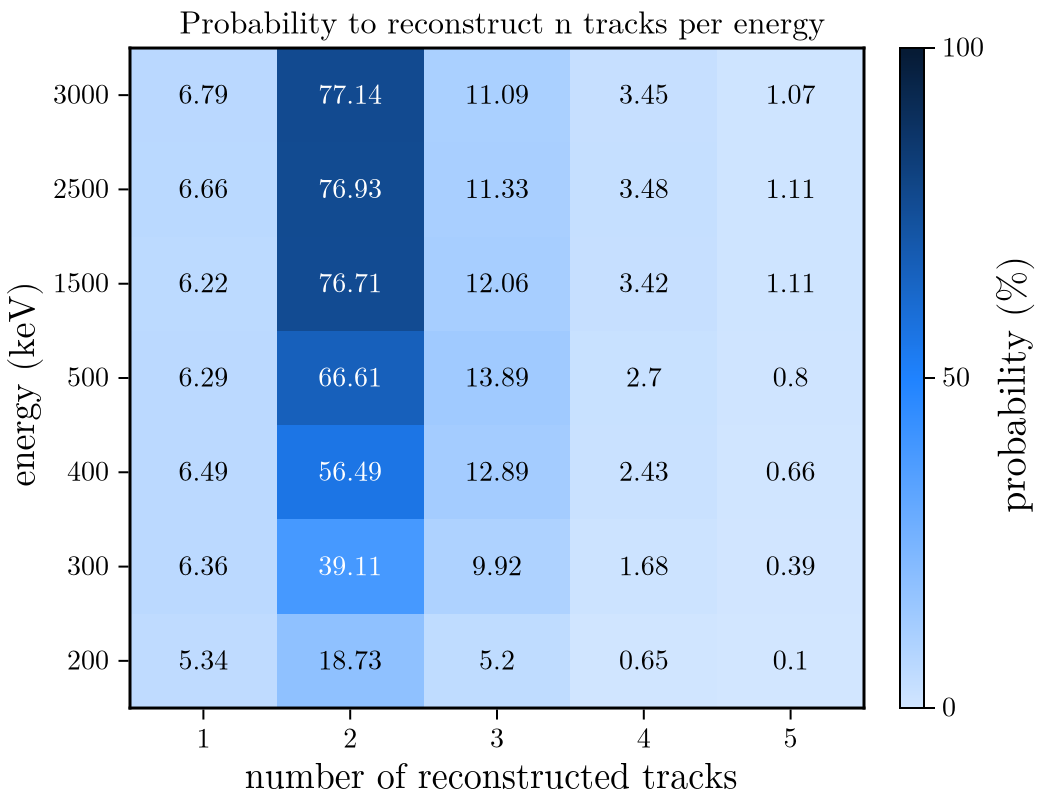 Probability to reconstruct n tracks per energy
3000 6.79 77.14 11.09 3.45 1.07
2500 6.66 76.93 11.33 3.48 1.11
1500 6.22 76.71 12.06 3.42 1.11
500 6.29 66.61 13.89 2.7 0.8
400 6.49 56.49 12.89 2.43 0.66
300 6.36 39.11 9.92 1.68 0.39
200 5.34 18.73 5.2 0.65 0.1
1 2 3 4 5
number of reconstructed tracks
energy (keV)
100
50
0
probability (%)